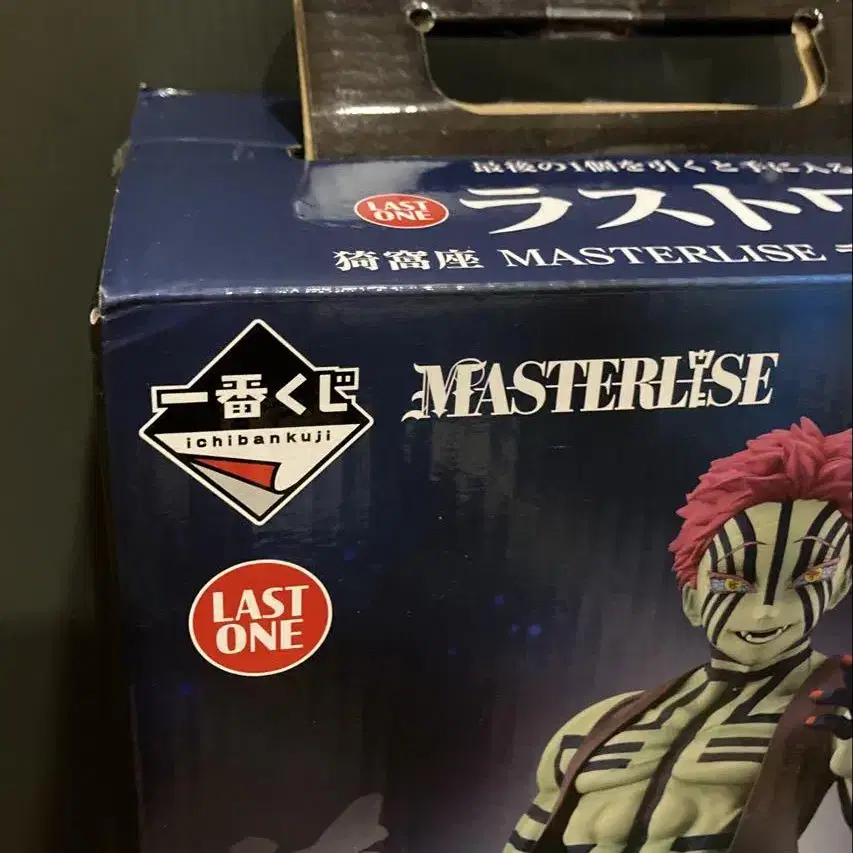 最後の1個を引くと手に入る
LAST ONE ラストワ
猗窩座 MASTERLISE ラ
一番くじ
ichibankuji
MASTERLISE
LAST
ONE